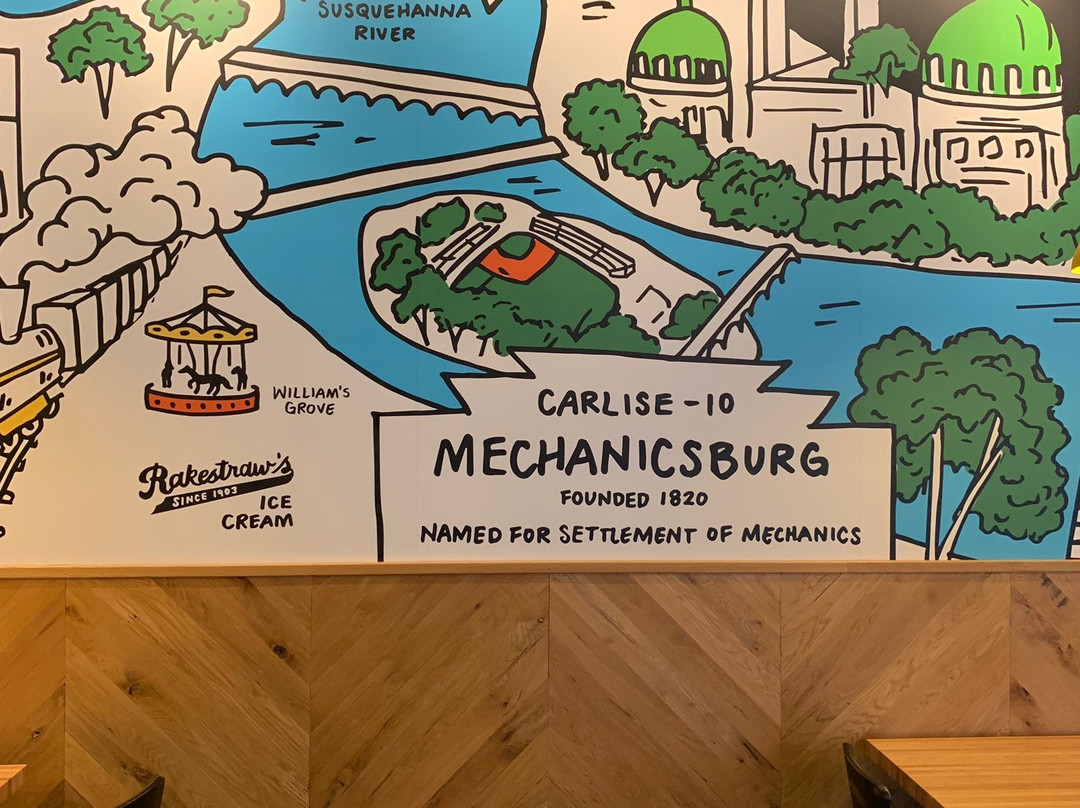 SUSQUEHANNA
RIVER
WILLIAM'S
GROVE
Rakestraw's
SINCE 1903
ICE
CREAM
CARLISE-10
MECHANICSBURG
FOUNDED 1820
NAMED FOR SETTLEMENT OF MECHANICS